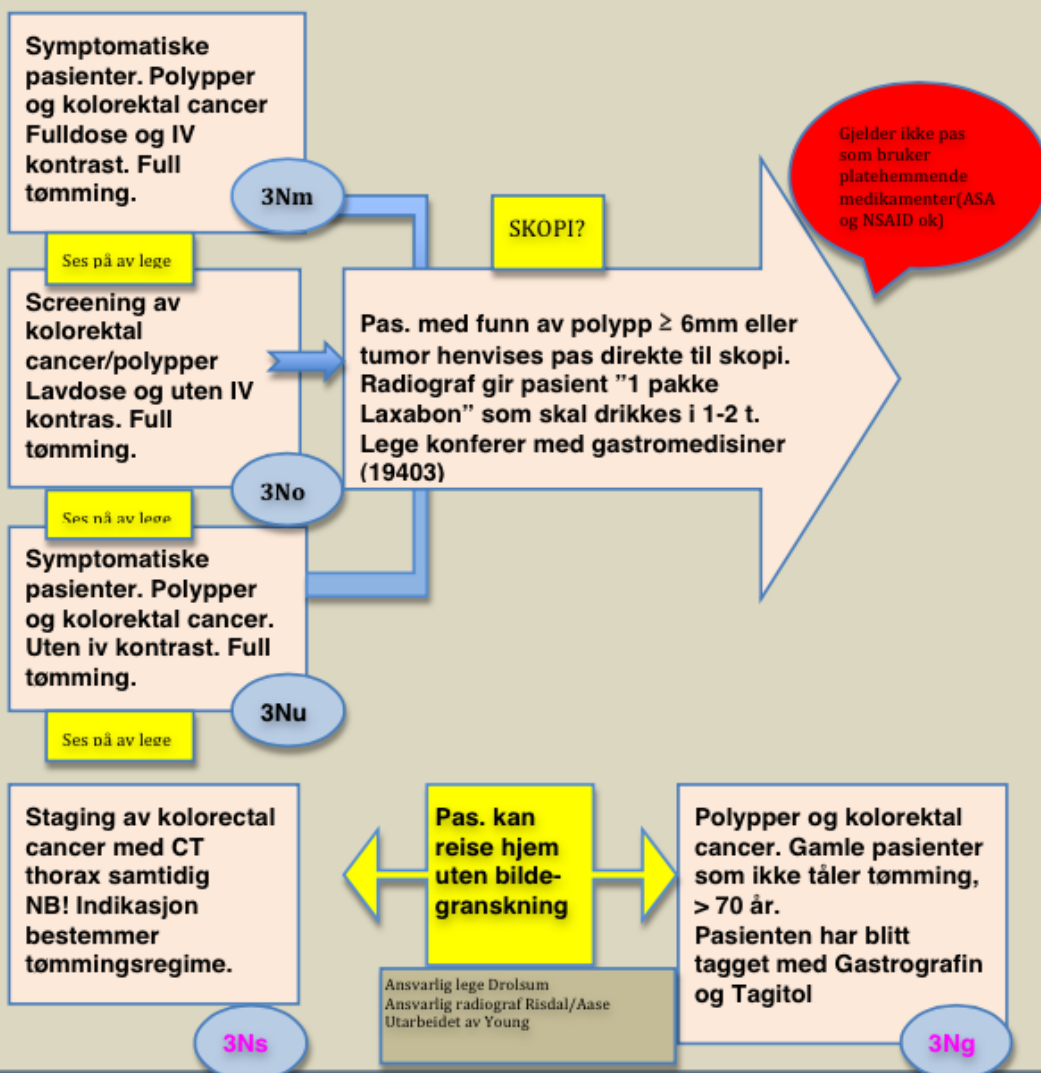 Symptomatiske
pasienter. Polypper
og kolorektal cancer
Fulldose og IV
kontrast. Full
tømming.
3Nm
Ses på av lege
Screening av
kolorektal
cancer/polypper
Lavdose og uten IV
kontras. Full
tømming.
3No
Ses på av lege
Symptomatiske
pasienter. Polypper
og kolorektal cancer.
Uten iv kontrast. Full
tømming.
3Nu
Ses på av lege
SKOPI?
Pas. med funn av polypp ≥ 6mm eller
tumor henvises pas direkte til skopi.
Radiograf gir pasient ”1 pakke
Laxabon” som skal drikkes i 1-2 t.
Lege konferer med gastromedisiner
(19403)
Gjelder ikke pas
som bruker
platehemmende
medikamenter(ASA
og NSAID ok)
Staging av kolorectal
cancer med CT
thorax samtidig
NB! Indikasjon
bestemmer
tømmingsregime.
3Ns
Pas. kan
reise hjem
uten bilde-
granskning
Ansvarlig lege Drolsum
Ansvarlig radiograf Risdal/Aase
Utarbeidet av Young
Polypper og kolorektal
cancer. Gamle pasienter
som ikke tåler tømming,
> 70 år.
Pasienten har blitt
tagget med Gastrografin
og Tagitol
3Ng